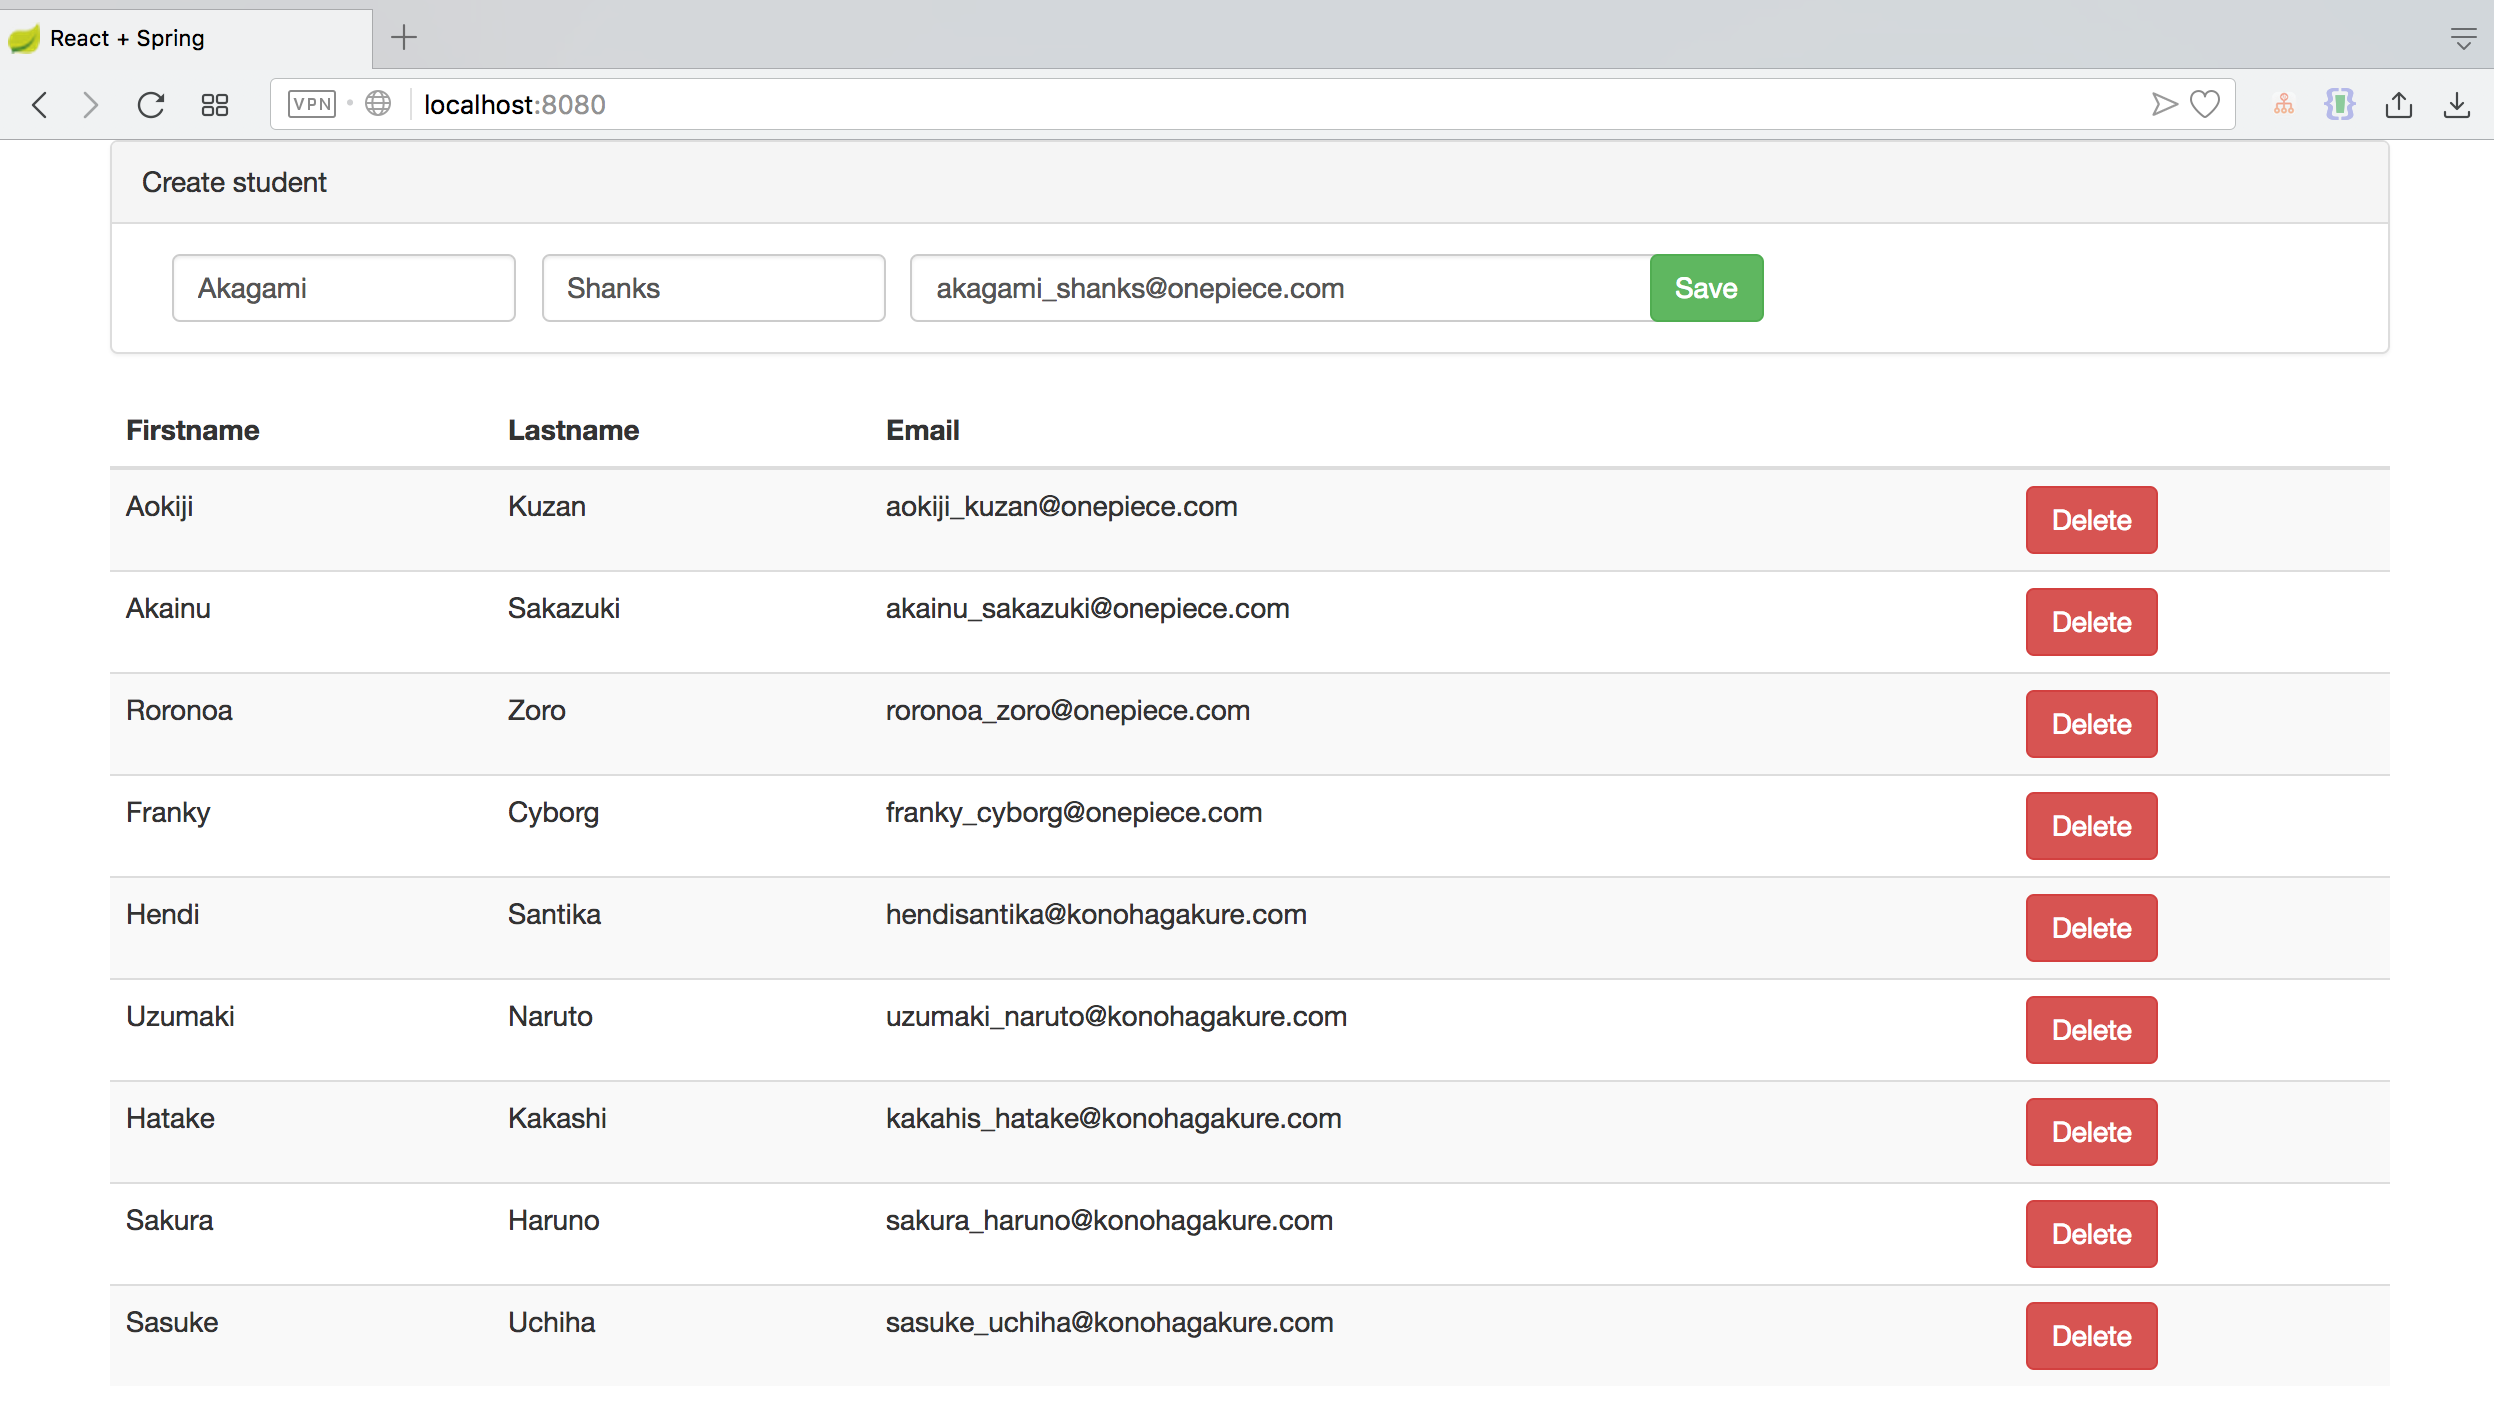 React + Spring
VPN localhost:8080
Create student
Akagami Shanks akagami_shanks@onepiece.com Save
Firstname Lastname Email
Aokiji Kuzan aokiji_kuzan@onepiece.com Delete
Akainu Sakazuki akainu_sakazuki@onepiece.com Delete
Roronoa Zoro roronoa_zoro@onepiece.com Delete
Franky Cyborg franky_cyborg@onepiece.com Delete
Hendi Santika hendisantika@konohagakure.com Delete
Uzumaki Naruto uzumaki_naruto@konohagakure.com Delete
Hatake Kakashi kakahis_hatake@konohagakure.com Delete
Sakura Haruno sakura_haruno@konohagakure.com Delete
Sasuke Uchiha sasuke_uchiha@konohagakure.com Delete